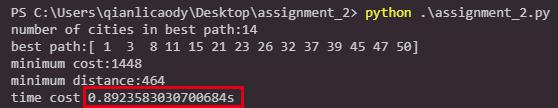 PS C:\Users\qianlicaody\Desktop\assignment_2> python .\assignment_2.py
number of cities in best path:14
best path:[ 1  3  8 11 15 21 23 26 32 37 39 45 47 50]
minimum cost:1448
minimum distance:464
time cost 0.8923583030700684s